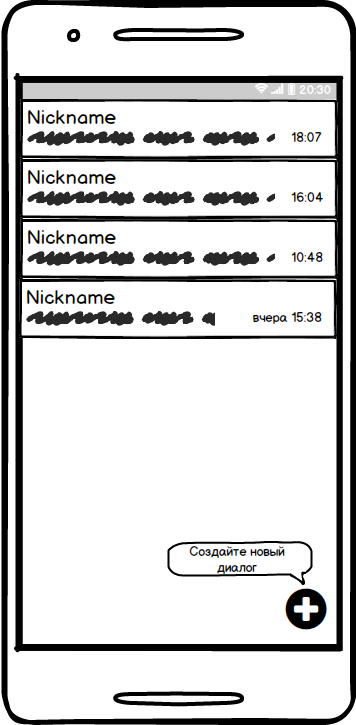 20:30
Nickname
18:07
Nickname
16:04
Nickname
10:48
Nickname
вчера 15:38
Создайте новый
диалог